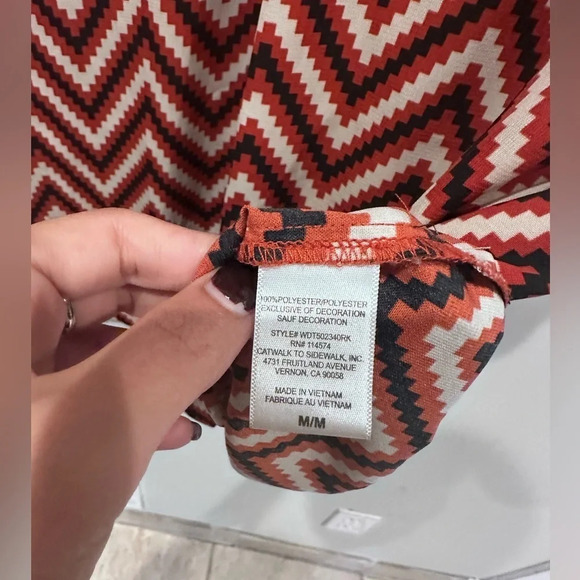 100%POLYESTER/POLYESTER
EXCLUSIVE OF DECORATION
SAUF DECORATION
STYLE# WDT502340RK
RN# 114574
CATWALK TO SIDEWALK, INC.
4731 FRUITLAND AVENUE
VERNON, CA 90058
MADE IN VIETNAM
FABRIQUE AU VIETNAM
M/M